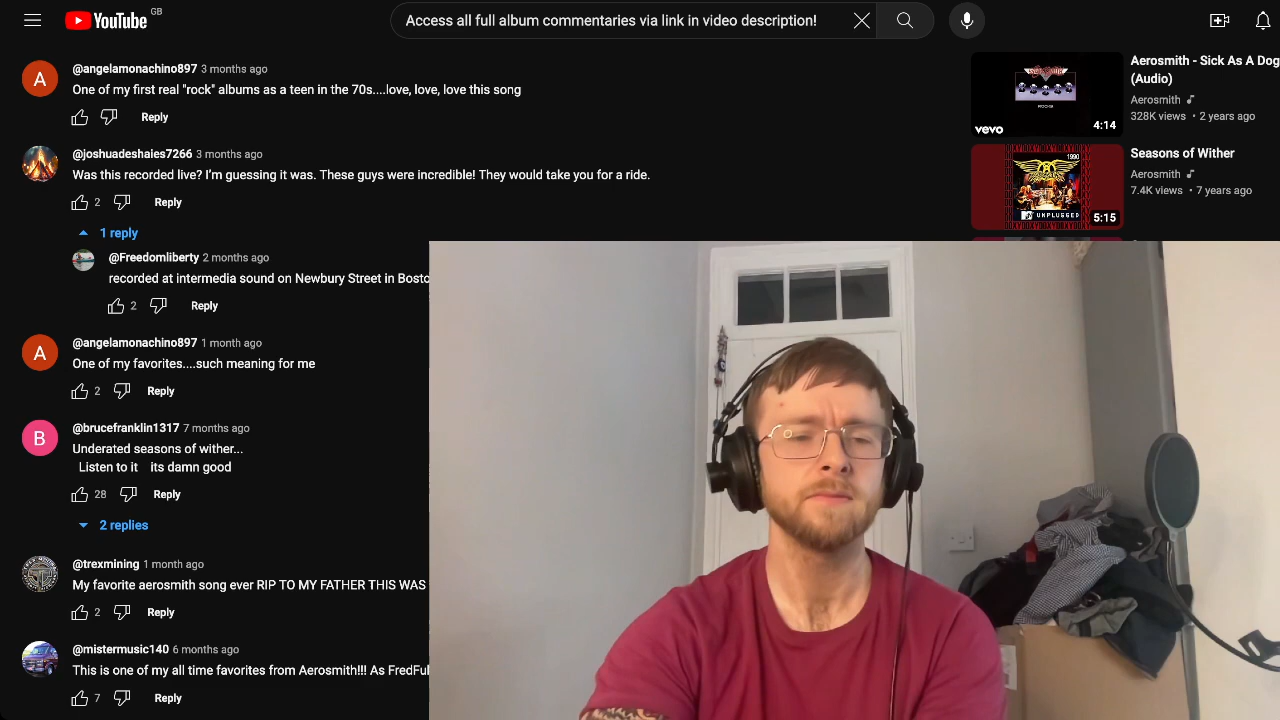 YouTube GB
Access all full album commentaries via link in video description!
@angelamonachino897 3 months ago
One of my first real "rock" albums as a teen in the 70s....love, love, love this song
Reply
@joshuadeshaies7266 3 months ago
Was this recorded live? I'm guessing it was. These guys were incredible! They would take you for a ride.
2 Reply
1 reply
@Freedomliberty 2 months ago
recorded at intermedia sound on Newbury Street in Bosto
2 Reply
@angelamonachino897 1 month ago
One of my favorites....such meaning for me
2 Reply
@brucefranklin1317 7 months ago
Underated seasons of wither...
Listen to it its damn good
28 Reply
2 replies
@trexmining 1 month ago
My favorite aerosmith song ever RIP TO MY FATHER THIS WAS
2 Reply
@mistermusic140 6 months ago
This is one of my all time favorites from Aerosmith!!! As FredFul
7 Reply
A
A
B
vevo
4:14
Aerosmith - Sick As A Dog
(Audio)
Aerosmith
328K views • 2 years ago
1990
MTV UNPLUGGED
5:15
Seasons of Wither
Aerosmith
7.4K views • 7 years ago